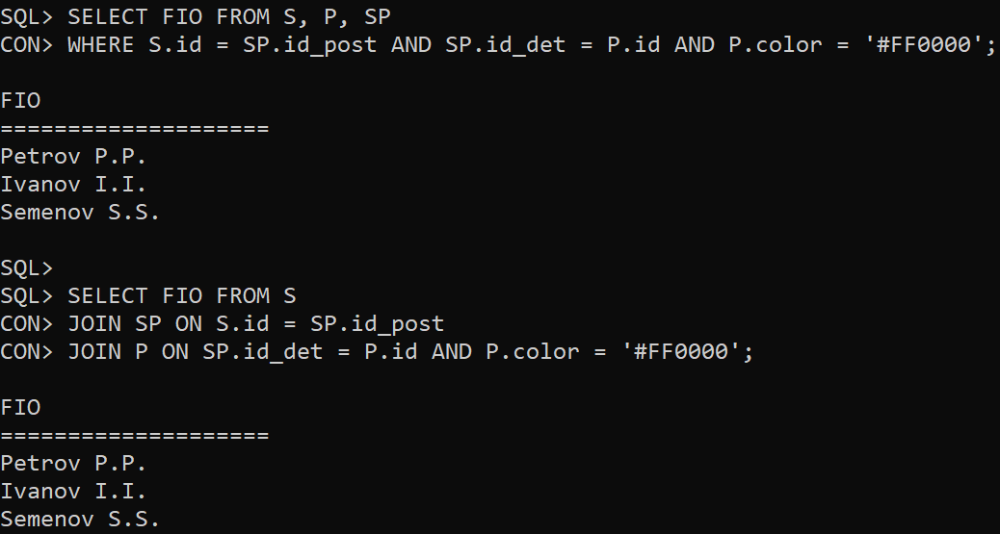 SQL> SELECT FIO FROM S, P, SP
CON> WHERE S.id = SP.id_post AND SP.id_det = P.id AND P.color = '#FF0000';
FIO
====================
Petrov P.P.
Ivanov I.I.
Semenov S.S.
SQL>
SQL> SELECT FIO FROM S
CON> JOIN SP ON S.id = SP.id_post
CON> JOIN P ON SP.id_det = P.id AND P.color = '#FF0000';
FIO
====================
Petrov P.P.
Ivanov I.I.
Semenov S.S.